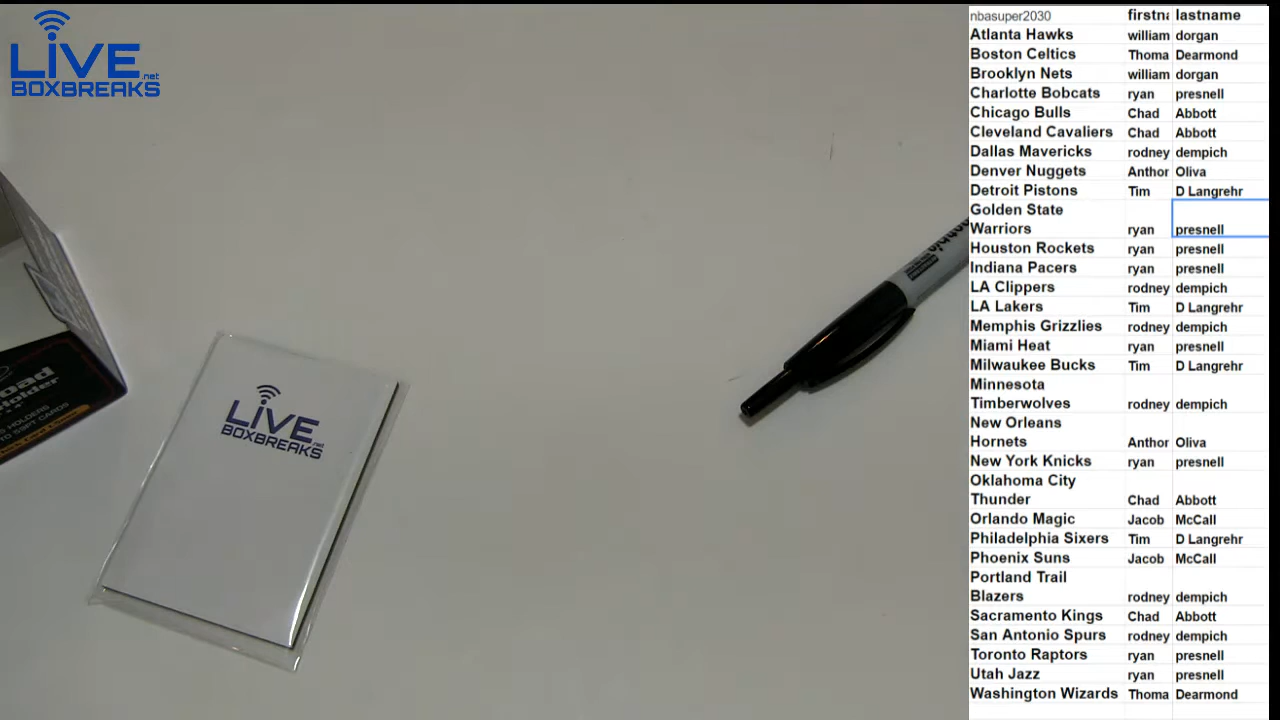 LIVE.net
BOXBREAKS
nbasuper2030 firstna lastname
Atlanta Hawks william dorgan
Boston Celtics Thoma Dearmond
Brooklyn Nets william dorgan
Charlotte Bobcats ryan presnell
Chicago Bulls Chad Abbott
Cleveland Cavaliers Chad Abbott
Dallas Mavericks rodney dempich
Denver Nuggets Anthor Oliva
Detroit Pistons Tim D Langrehr
Golden State
Warriors ryan presnell
Houston Rockets ryan presnell
Indiana Pacers ryan presnell
LA Clippers rodney dempich
LA Lakers Tim D Langrehr
Memphis Grizzlies rodney dempich
Miami Heat ryan presnell
Milwaukee Bucks Tim D Langrehr
Minnesota
Timberwolves rodney dempich
New Orleans
Hornets Anthor Oliva
New York Knicks ryan presnell
Oklahoma City
Thunder Chad Abbott
Orlando Magic Jacob McCall
Philadelphia Sixers Tim D Langrehr
Phoenix Suns Jacob McCall
Portland Trail
Blazers rodney dempich
Sacramento Kings Chad Abbott
San Antonio Spurs rodney dempich
Toronto Raptors ryan presnell
Utah Jazz ryan presnell
Washington Wizards Thoma Dearmond
LIVE.net
BOXBREAKS
oad
Holder
HOLDERS
TO 55PT CARDS